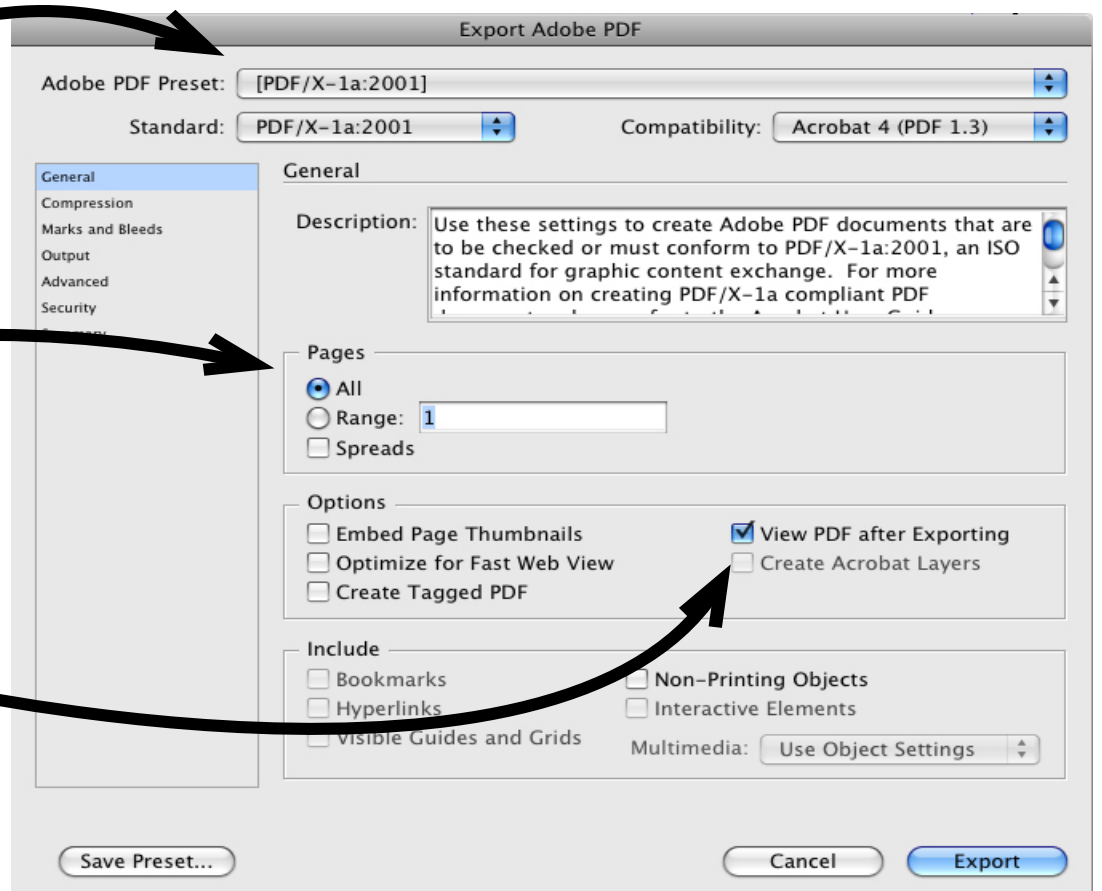 Export Adobe PDF
Adobe PDF Preset: [PDF/X-1a:2001]
Standard: PDF/X-1a:2001 Compatibility: Acrobat 4 (PDF 1.3)
General
Compression
Marks and Bleeds
Output
Advanced
Security
Summary
General
Description: Use these settings to create Adobe PDF documents that are
to be checked or must conform to PDF/X-1a:2001, an ISO
standard for graphic content exchange.  For more
information on creating PDF/X-1a compliant PDF
Pages
All
Range: 1
Spreads
Options
Embed Page Thumbnails
Optimize for Fast Web View
Create Tagged PDF
View PDF after Exporting
Create Acrobat Layers
Include
Bookmarks
Hyperlinks
Visible Guides and Grids
Non-Printing Objects
Interactive Elements
Multimedia: Use Object Settings
Save Preset... Cancel Export